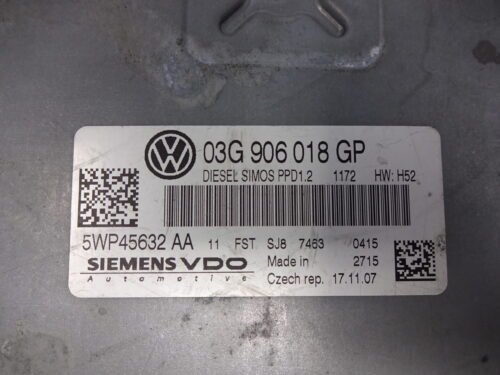 03G 906 018 GP
DIESEL SIMOS PPD1.2 1172 HW: H52
5WP45632 AA 11 FST SJ8 7463 0415
SIEMENS VDO Made in 2715
Automotive Czech rep. 17.11.07